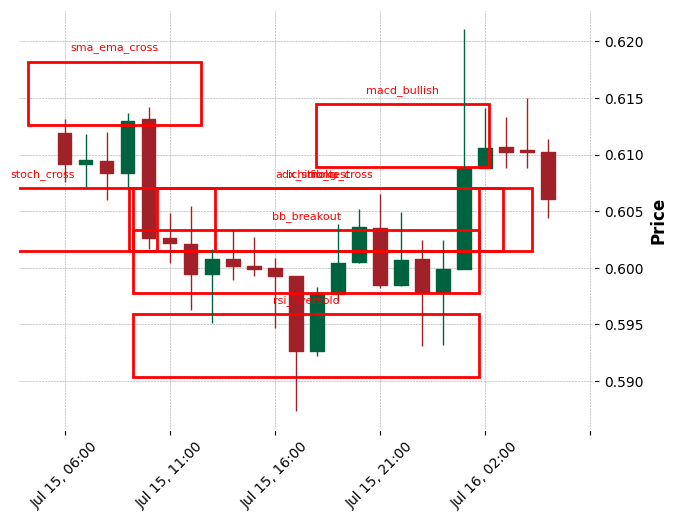 sma_ema_cross
macd_bullish
stoch_cross
bb_breakout
0.620
0.615
0.610
0.605
0.600
0.595
0.590
Price
Jul 15, 06:00
Jul 15, 11:00
Jul 15, 16:00
Jul 15, 21:00
Jul 16, 02:00